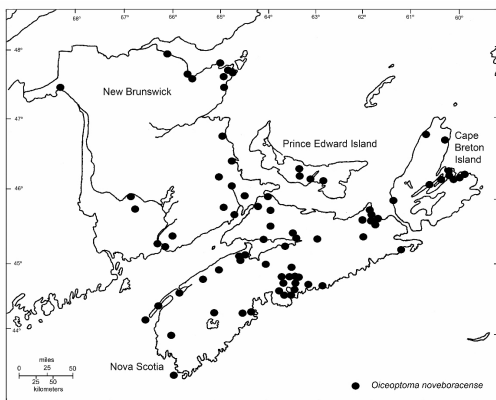 68° 67° 66° 65° 64° 63° 62° 61° 60°
48°
New Brunswick
47°
Prince Edward Island
Cape
Breton
Island
46°
45°
44°
Nova Scotia
miles
0 25 50
25 50
kilometers
Oiceoptoma noveboracense